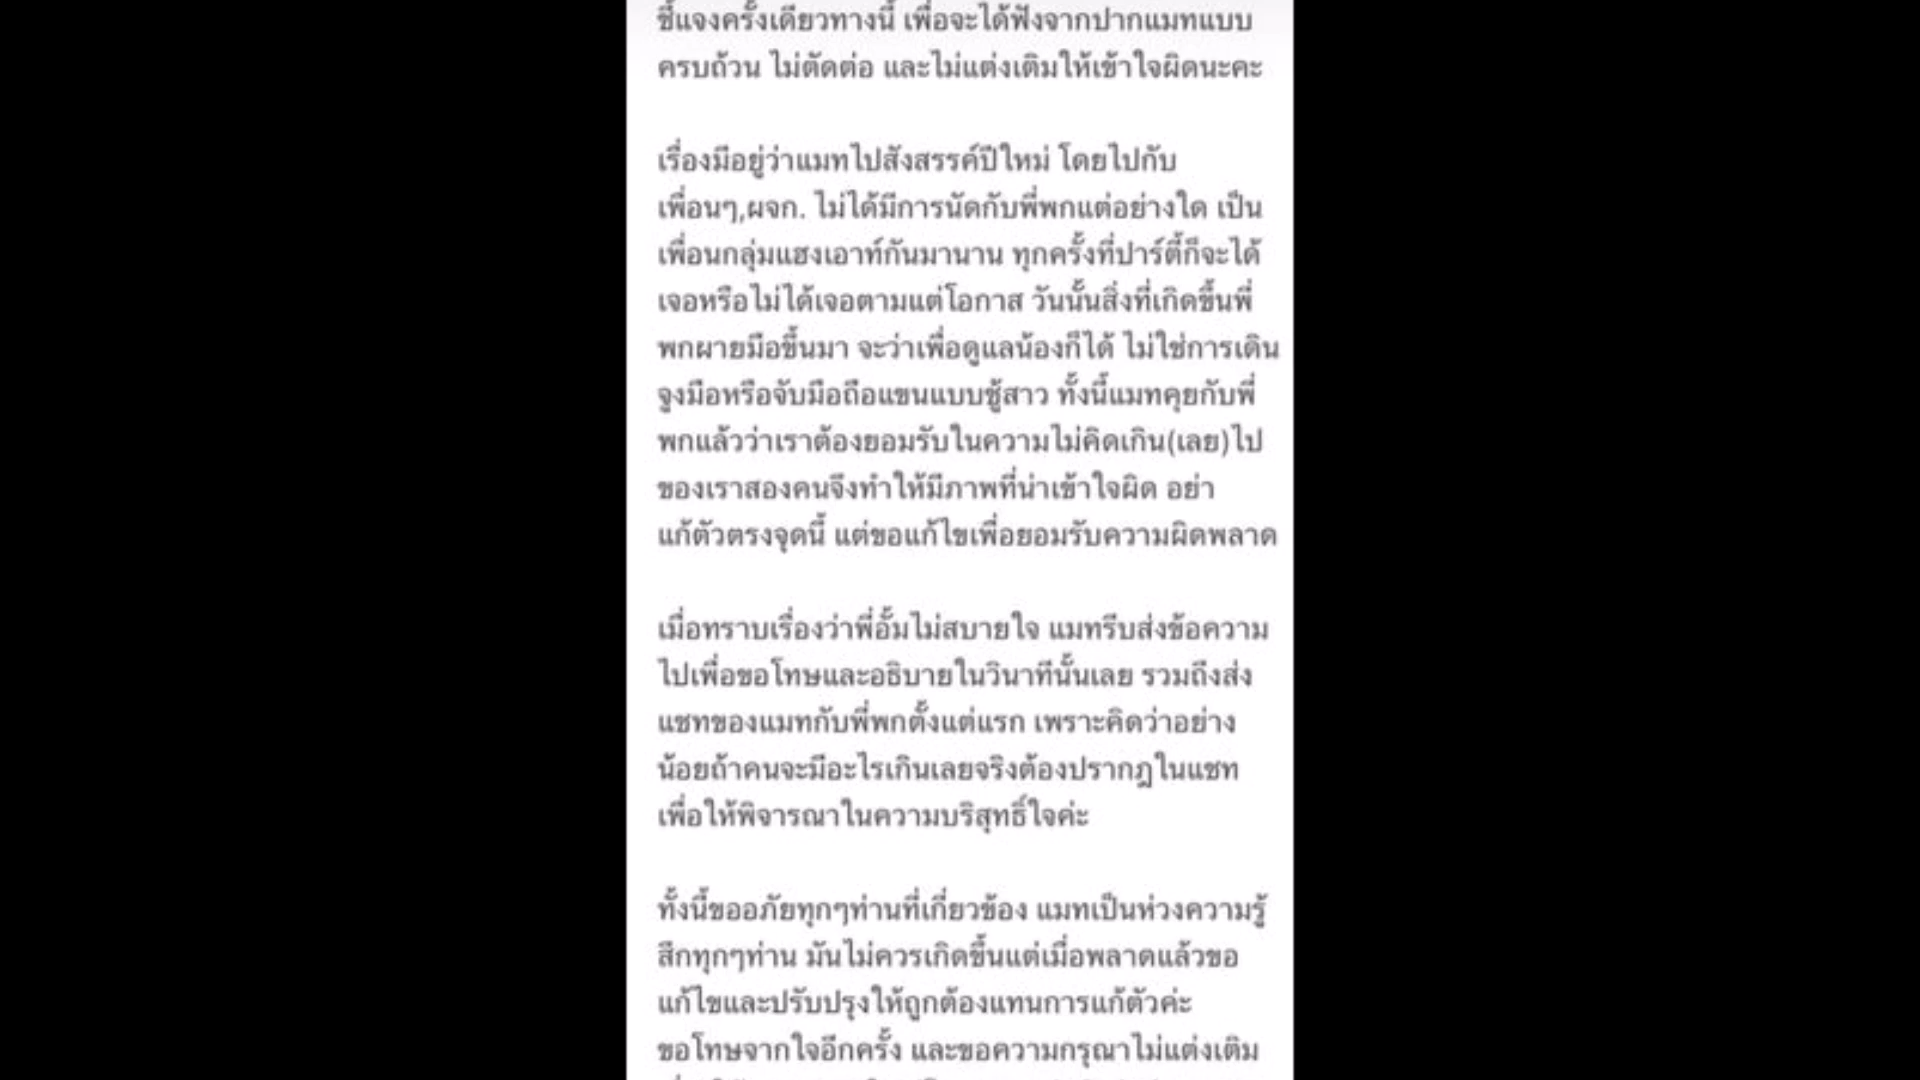 ชี้แจงครั้งเดียวทางนี้ เพื่อจะได้ฟังจากปากแมทแบบ
ครบถ้วน ไม่ตัดต่อ และไม่แต่งเติมให้เข้าใจผิดนะคะ
เรื่องมีอยู่ว่าแมทไปสังสรรค์ปีใหม่ โดยไปกับ
เพื่อนๆ,ผจก. ไม่ได้มีการนัดกับพี่พกแต่อย่างใด เป็น
เพื่อนกลุ่มแฮงเอาท์กันมานาน ทุกครั้งที่ปาร์ตี้ก็จะได้
เจอหรือไม่ได้เจอตามแต่โอกาส วันนั้นสิ่งที่เกิดขึ้นพี่
พกผายมือขึ้นมา จะว่าเพื่อดูแลน้องก็ได้ ไม่ใช่การเดิน
จูงมือหรือจับมือถือแขนแบบชู้สาว ทั้งนี้แมทคุยกับพี่
พกแล้วว่าเราต้องยอมรับในความไม่คิดเกิน(เลย)ไป
ของเราสองคนจึงทำให้มีภาพที่น่าเข้าใจผิด อย่า
แก้ตัวตรงจุดนี้ แต่ขอแก้ไขเพื่อยอมรับความผิดพลาด
เมื่อทราบเรื่องว่าพี่อั้มไม่สบายใจ แมทรีบส่งข้อความ
ไปเพื่อขอโทษและอธิบายในวินาทีนั้นเลย รวมถึงส่ง
แชทของแมทกับพี่พกตั้งแต่แรก เพราะคิดว่าอย่าง
น้อยถ้าคนจะมีอะไรเกินเลยจริงต้องปรากฎในแชท
เพื่อให้พิจารณาในความบริสุทธิ์ใจค่ะ
ทั้งนี้ขออภัยทุกๆท่านที่เกี่ยวข้อง แมทเป็นห่วงความรู้
สึกทุกๆท่าน มันไม่ควรเกิดขึ้นแต่เมื่อพลาดแล้วขอ
แก้ไขและปรับปรุงให้ถูกต้องแทนการแก้ตัวค่ะ
ขอโทษจากใจอีกครั้ง และขอความกรุณาไม่แต่งเติม